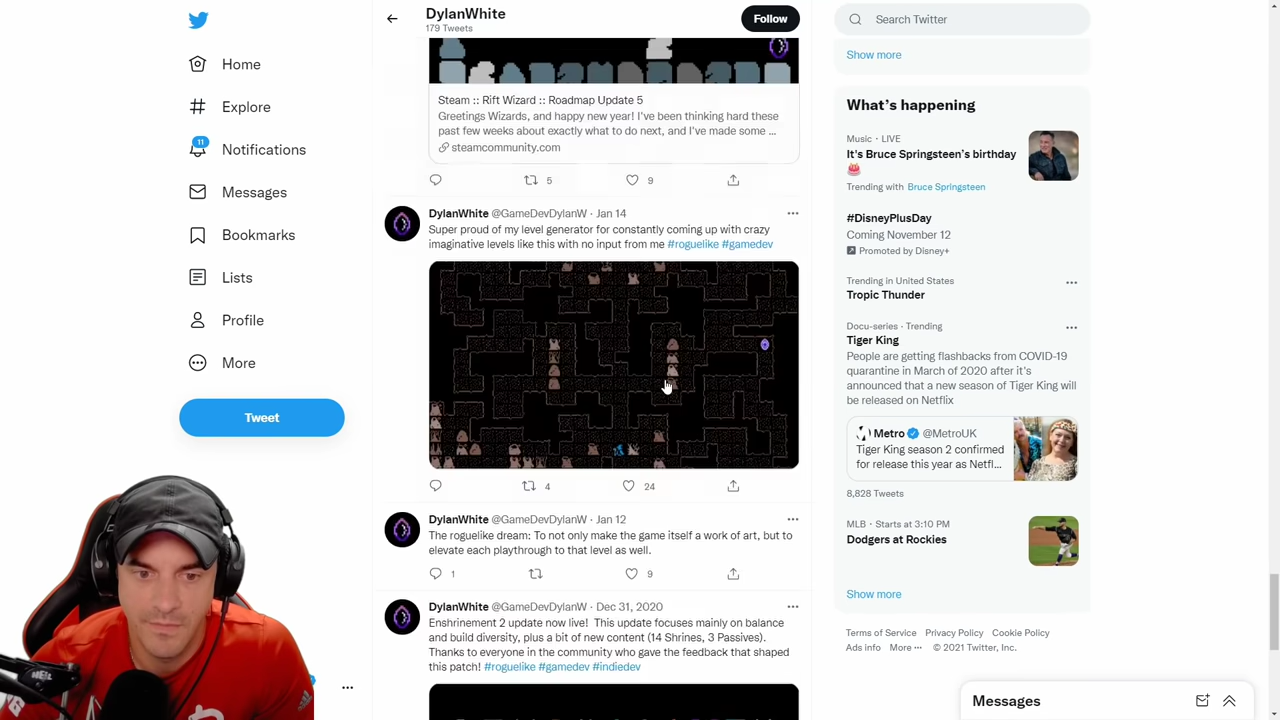 Home
Explore
11
Notifications
Messages
Bookmarks
Lists
Profile
More
Tweet
DylanWhite
179 Tweets
Follow
Steam :: Rift Wizard :: Roadmap Update 5
Greetings Wizards, and happy new year! I've been thinking hard these
past few weeks about exactly what to do next, and I've made some ...
steamcommunity.com
5
9
DylanWhite @GameDevDylanW · Jan 14
Super proud of my level generator for constantly coming up with crazy
imaginative levels like this with no input from me #roguelike #gamedev
4
24
DylanWhite @GameDevDylanW · Jan 12
The roguelike dream: To not only make the game itself a work of art, but to
elevate each playthrough to that level as well.
1
9
DylanWhite @GameDevDylanW · Dec 31, 2020
Enshrinement 2 update now live! This update focuses mainly on balance
and build diversity, plus a bit of new content (14 Shrines, 3 Passives).
Thanks to everyone in the community who gave the feedback that shaped
this patch! #roguelike #gamedev #indiedev
Search Twitter
Show more
What's happening
Music · LIVE
It's Bruce Springsteen's birthday
🎂
Trending with Bruce Springsteen
#DisneyPlusDay
Coming November 12
Promoted by Disney+
Trending in United States
Tropic Thunder
Docu-series · Trending
Tiger King
People are getting flashbacks from COVID-19
quarantine in March of 2020 after it's
announced that a new season of Tiger King will
be released on Netflix
Metro @MetroUK
Tiger King season 2 confirmed
for release this year as Netfl...
8,828 Tweets
MLB · Starts at 3:10 PM
Dodgers at Rockies
Show more
Terms of Service Privacy Policy Cookie Policy
Ads info More ··· © 2021 Twitter, Inc.
Messages